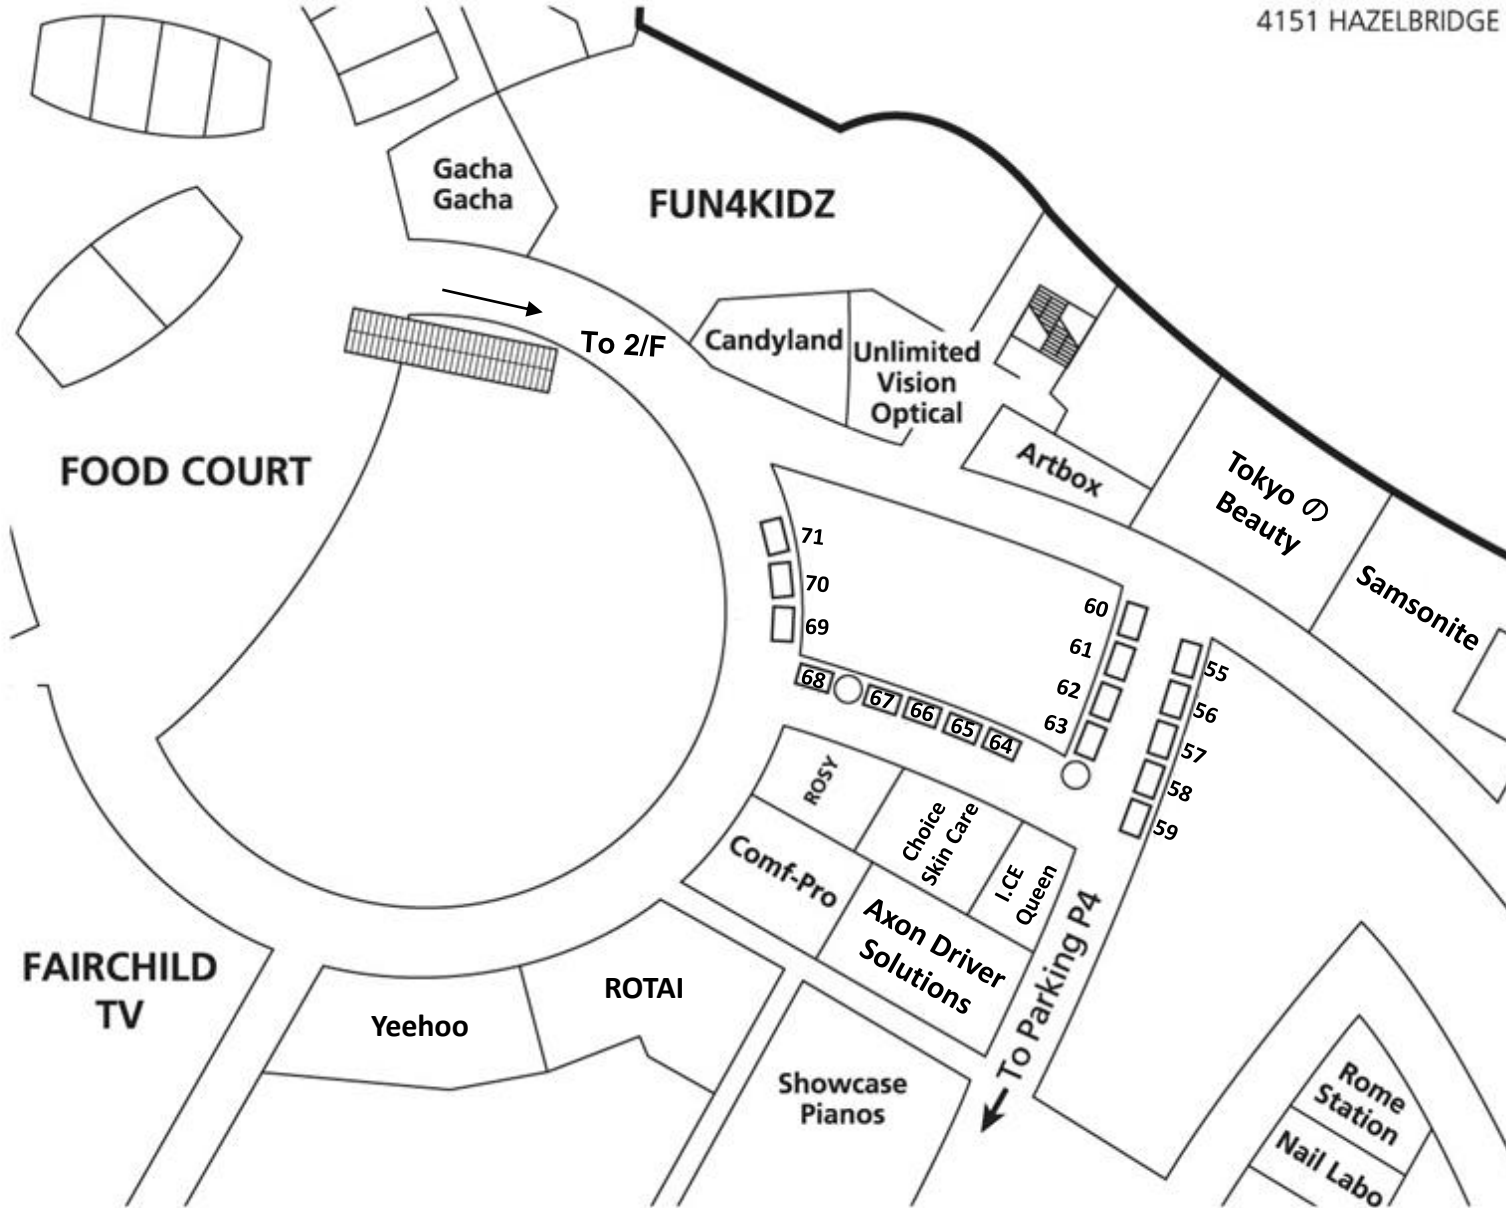 4151 HAZELBRIDGE
Gacha
Gacha
FUN4KIDZ
To 2/F
Candyland
Unlimited
Vision
Optical
FOOD COURT
Artbox
Tokyo の
Beauty
Samsonite
71
70
69
60
61
62
63
55
56
57
58
59
68
67
66
65
64
ROSY
Choice
Skin Care
I.CE
Queen
Comf-Pro
Axon Driver
Solutions
To Parking P4
FAIRCHILD
TV
Yeehoo
ROTAI
Showcase
Pianos
Rome
Station
Nail Labo